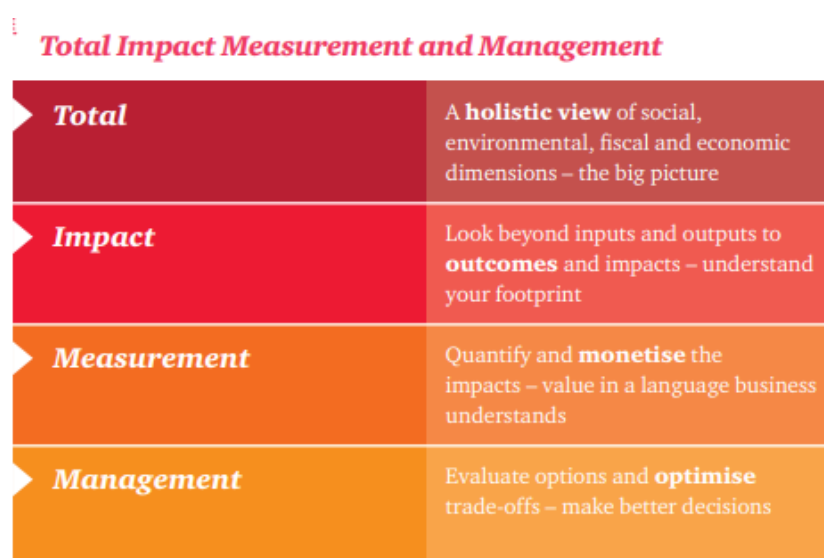 Total Impact Measurement and Management
Total
A holistic view of social,
environmental, fiscal and economic
dimensions – the big picture
Impact
Look beyond inputs and outputs to
outcomes and impacts – understand
your footprint
Measurement
Quantify and monetise the
impacts – value in a language business
understands
Management
Evaluate options and optimise
trade-offs – make better decisions